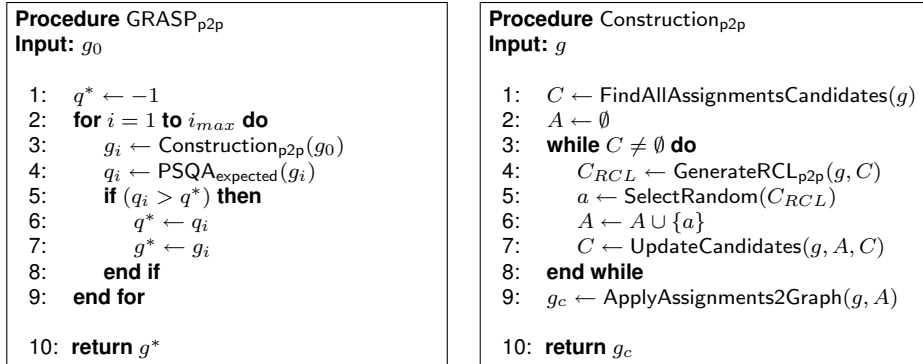 Procedure GRASP_p2p
Input: g_0
1: q* ← −1
2: for i = 1 to i_max do
3: g_i ← Construction_p2p(g_0)
4: q_i ← PSQA_expected(g_i)
5: if (q_i > q*) then
6: q* ← q_i
7: g* ← g_i
8: end if
9: end for
10: return g*
Procedure Construction_p2p
Input: g
1: C ← FindAllAssignmentsCandidates(g)
2: A ← ∅
3: while C ≠ ∅ do
4: C_RCL ← GenerateRCL_p2p(g, C)
5: a ← SelectRandom(C_RCL)
6: A ← A ∪ {a}
7: C ← UpdateCandidates(g, A, C)
8: end while
9: g_c ← ApplyAssignments2Graph(g, A)
10: return g_c